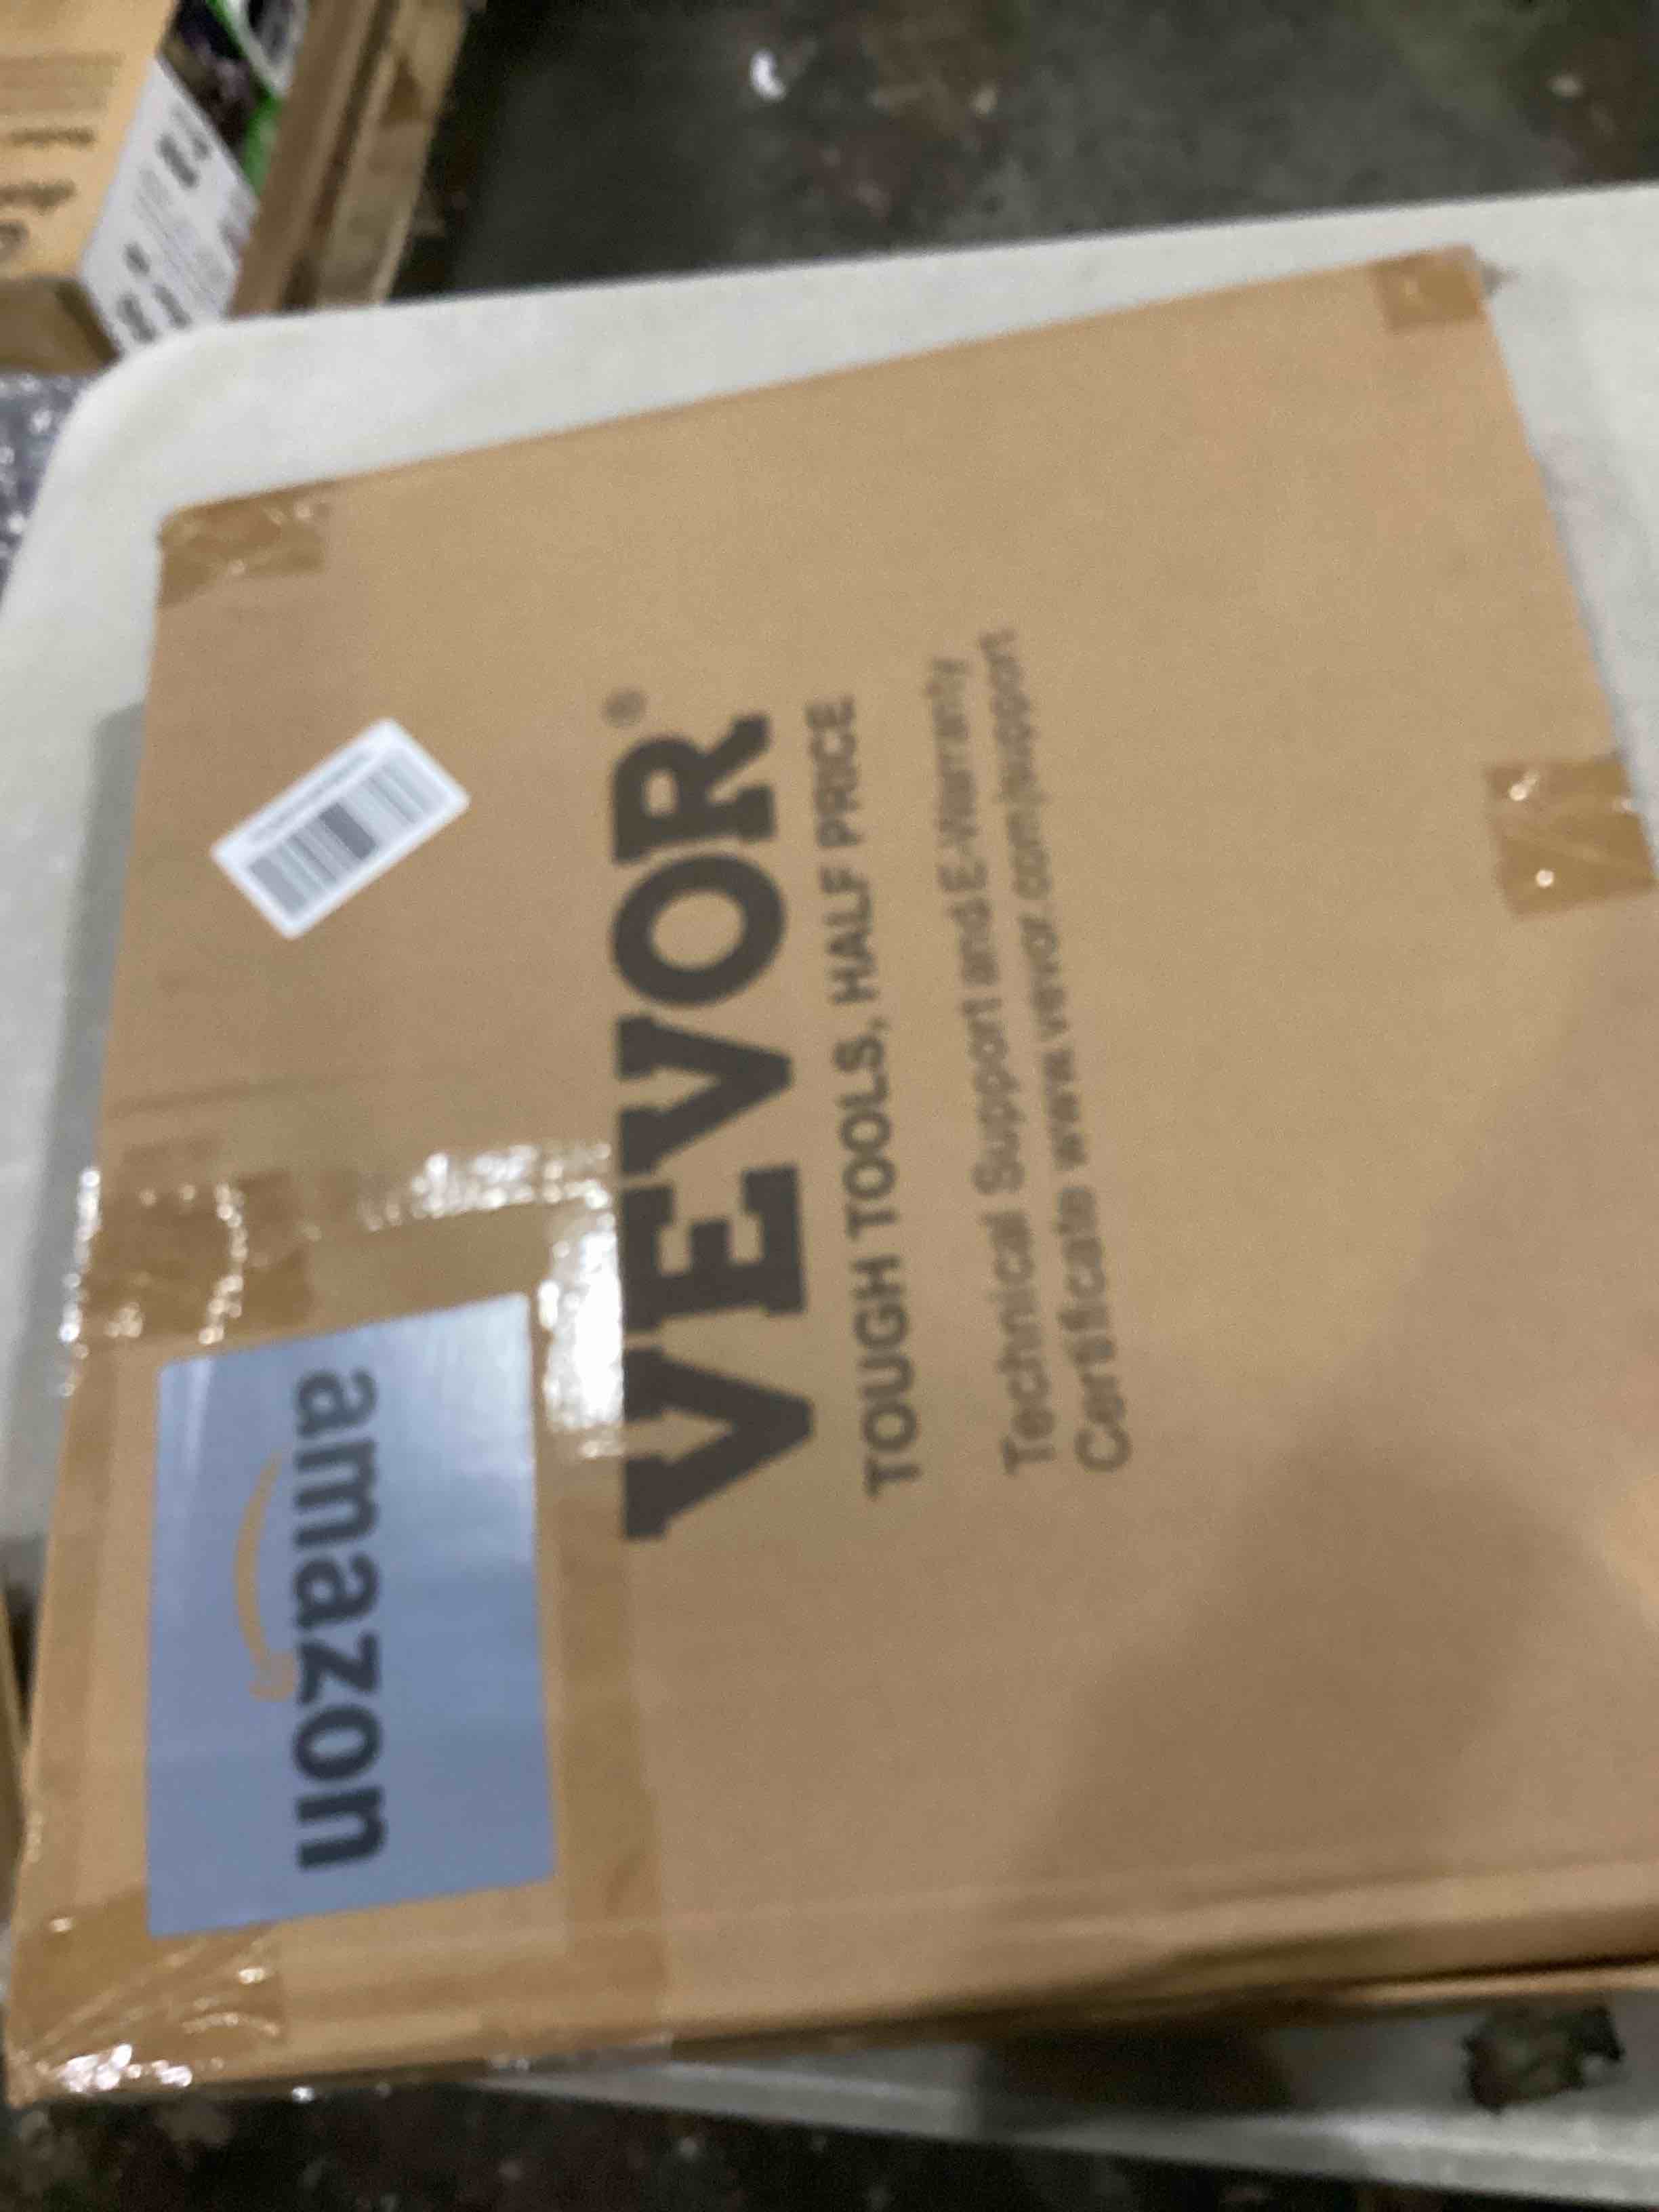 VEVOR®
TOUGH TOOLS, HALF PRICE
Technical Support and E-Warranty
Certificate www.vevor.com/support
amazon